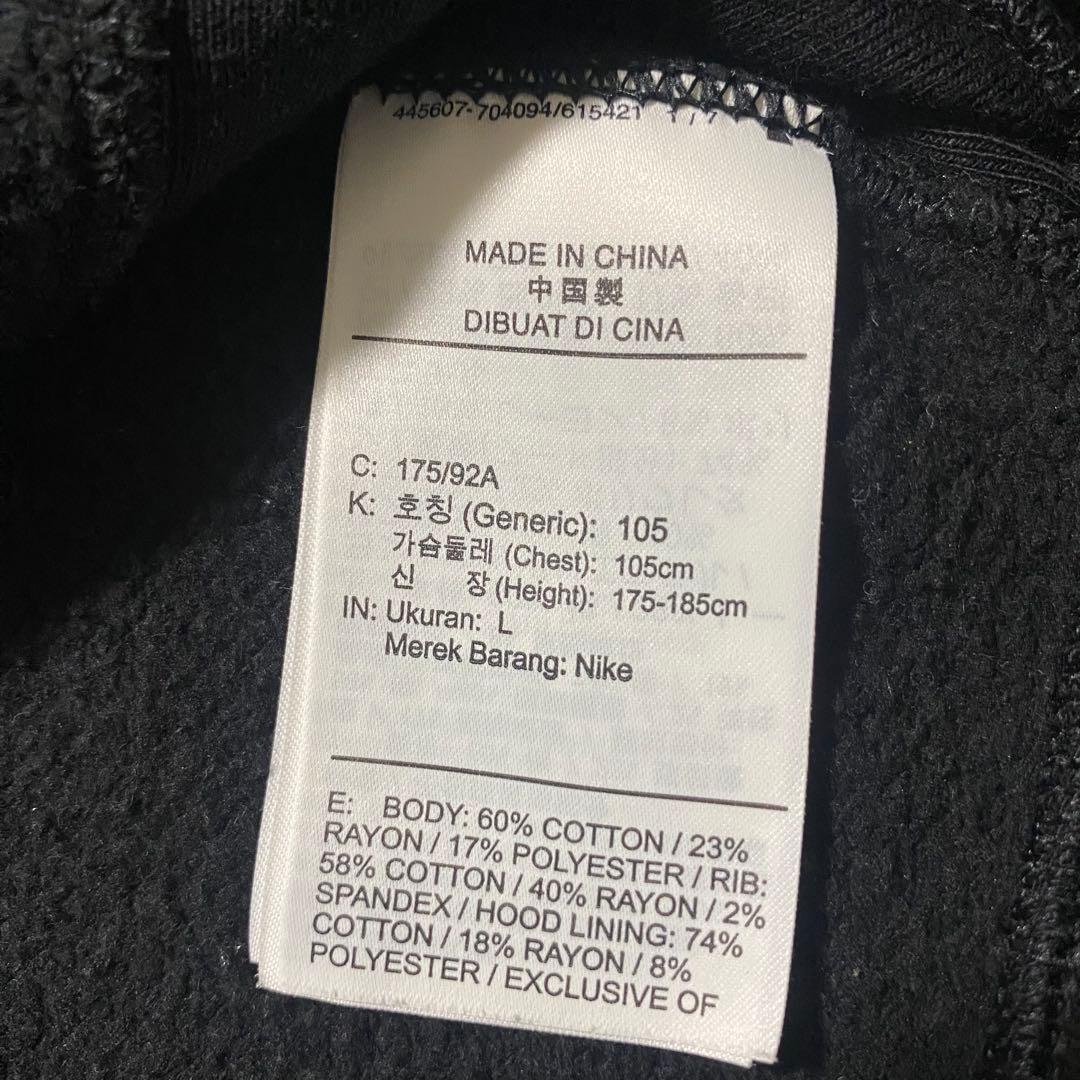 445607-704094/615421 1 / 7
MADE IN CHINA
中国製
DIBUAT DI CINA
C: 175/92A
K: 호칭 (Generic): 105
가슴둘레 (Chest): 105cm
신 장 (Height): 175-185cm
IN: Ukuran: L
Merek Barang: Nike
E: BODY: 60% COTTON / 23%
RAYON / 17% POLYESTER / RIB:
58% COTTON / 40% RAYON / 2%
SPANDEX / HOOD LINING: 74%
COTTON / 18% RAYON / 8%
POLYESTER / EXCLUSIVE OF